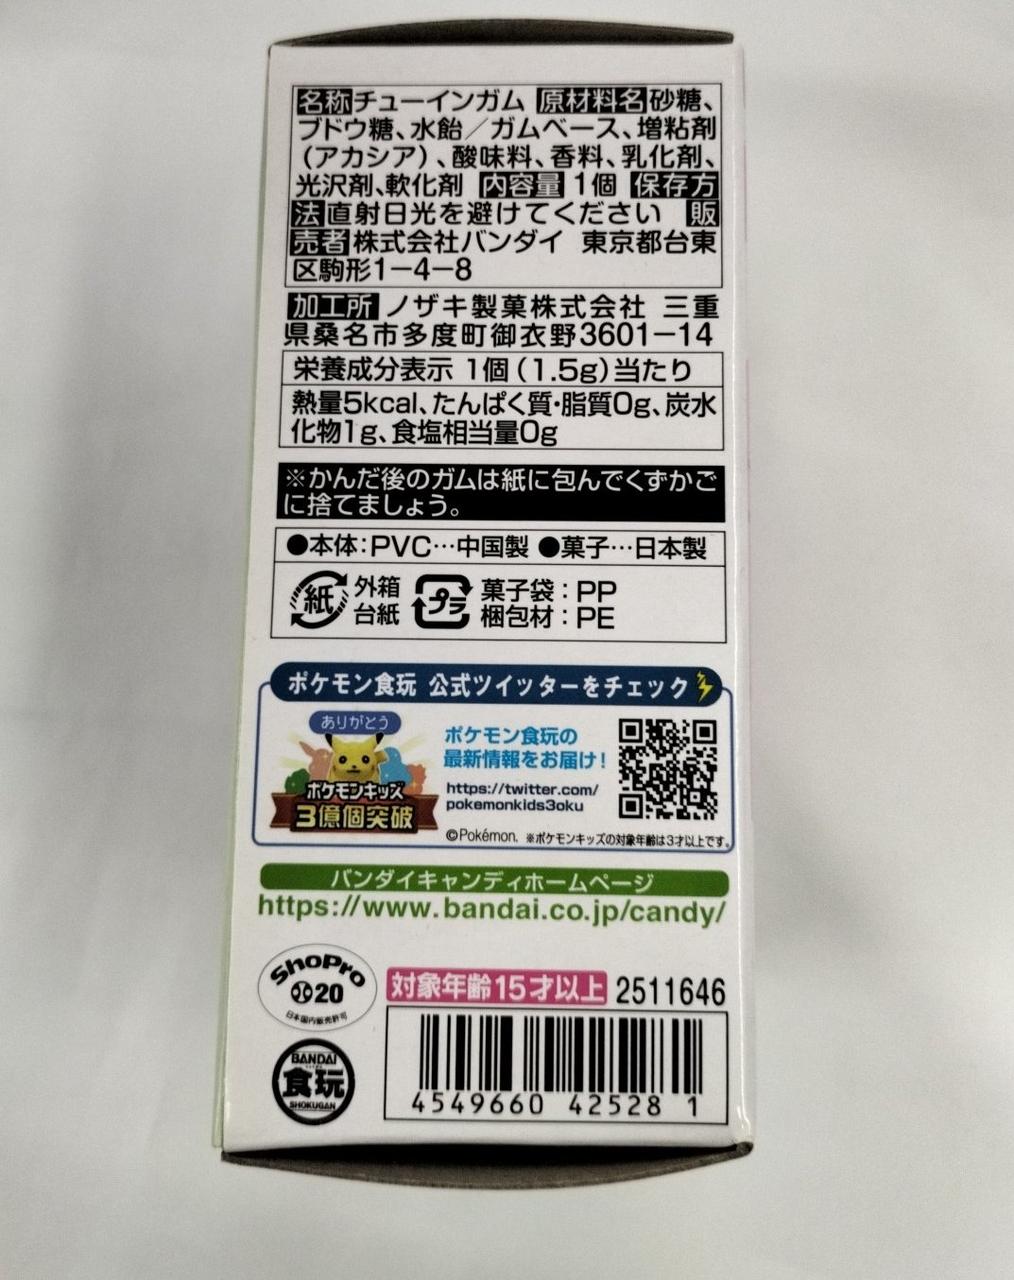 名称チューインガム 原材料名砂糖、
ブドウ糖、水飴／ガムベース、増粘剤
（アカシア）、酸味料、香料、乳化剤、
光沢剤、軟化剤 内容量 1個 保存方
法直射日光を避けてください 販
売者株式会社バンダイ 東京都台東
区駒形1－4－8
加工所 ノザキ製菓株式会社 三重
県桑名市多度町御衣野3601－14
栄養成分表示 1個（1.5g）当たり
熱量5kcal、たんぱく質・脂質0g、炭水
化物1g、食塩相当量0g
※かんだ後のガムは紙に包んでくずかご
に捨てましょう。
●本体：PVC…中国製 ●菓子…日本製
紙 外箱 台紙
プラ 菓子袋：PP
梱包材：PE
ポケモン食玩 公式ツイッターをチェック
ありがとう
ポケモンキッズ
3億個突破
ポケモン食玩の
最新情報をお届け！
https://twitter.com/
pokemonkids3oku
©Pokémon. ※ポケモンキッズの対象年齢は3才以上です。
バンダイキャンディホームページ
https://www.bandai.co.jp/candy/
ShoPro
20
日本国内販売許可
対象年齢15才以上 2511646
BANDAI
食玩
SHOKUGAN
4549660 42528 1